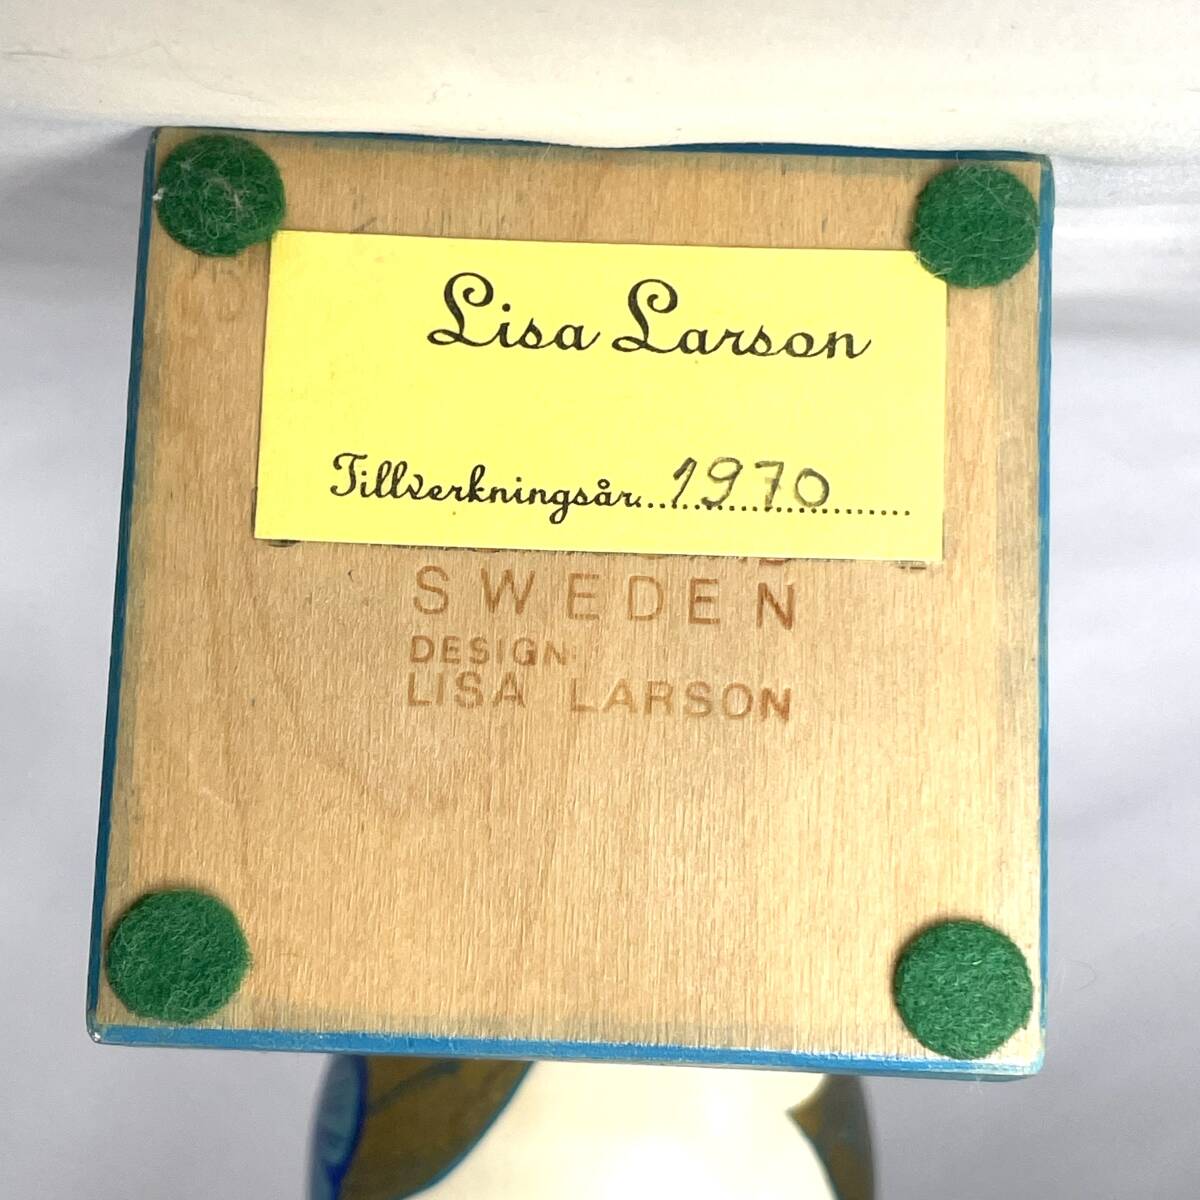 Lisa Larson
Tillverkningsår........1970........
SWEDEN
DESIGN:
LISA LARSON